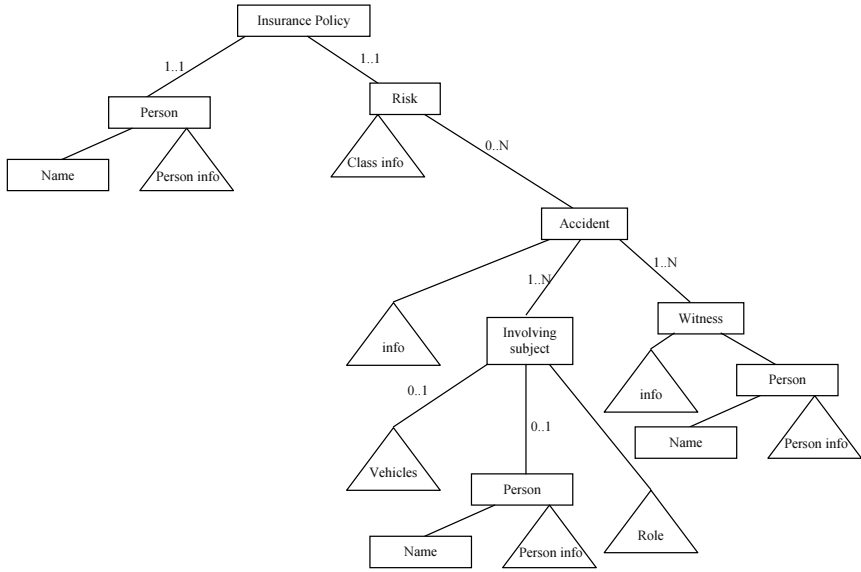 Insurance Policy
1..1
1..1
Person
Risk
Name
Person info
Class info
0..N
Accident
1..N
1..N
info
Involving
subject
Witness
0..1
0..1
info
Person
Name
Person info
Vehicles
Person
Role
Name
Person info